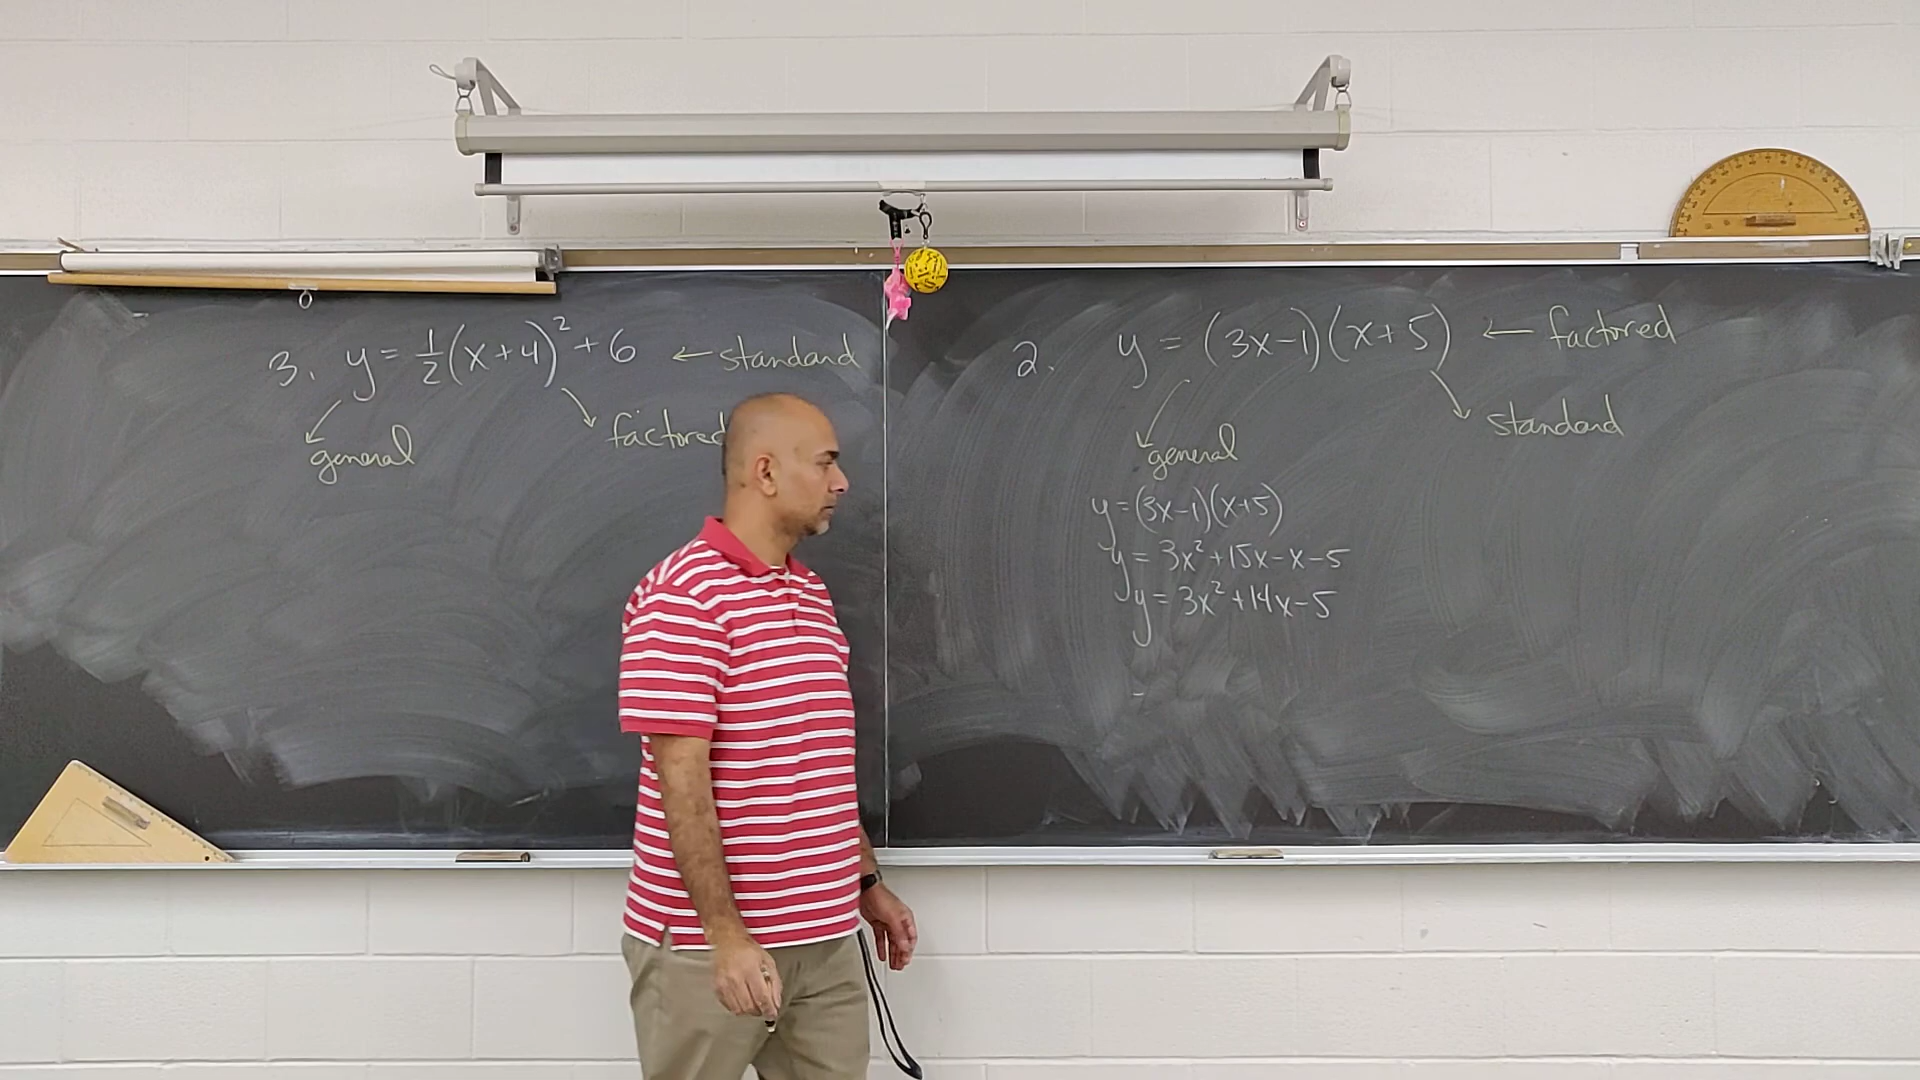 3. y = 1/2 (x+4)² + 6 ← standard
general
factored
2. y = (3x-1)(x+5) ← factored
general
standard
y = (3x-1)(x+5)
y = 3x² + 15x - x - 5
y = 3x² + 14x - 5